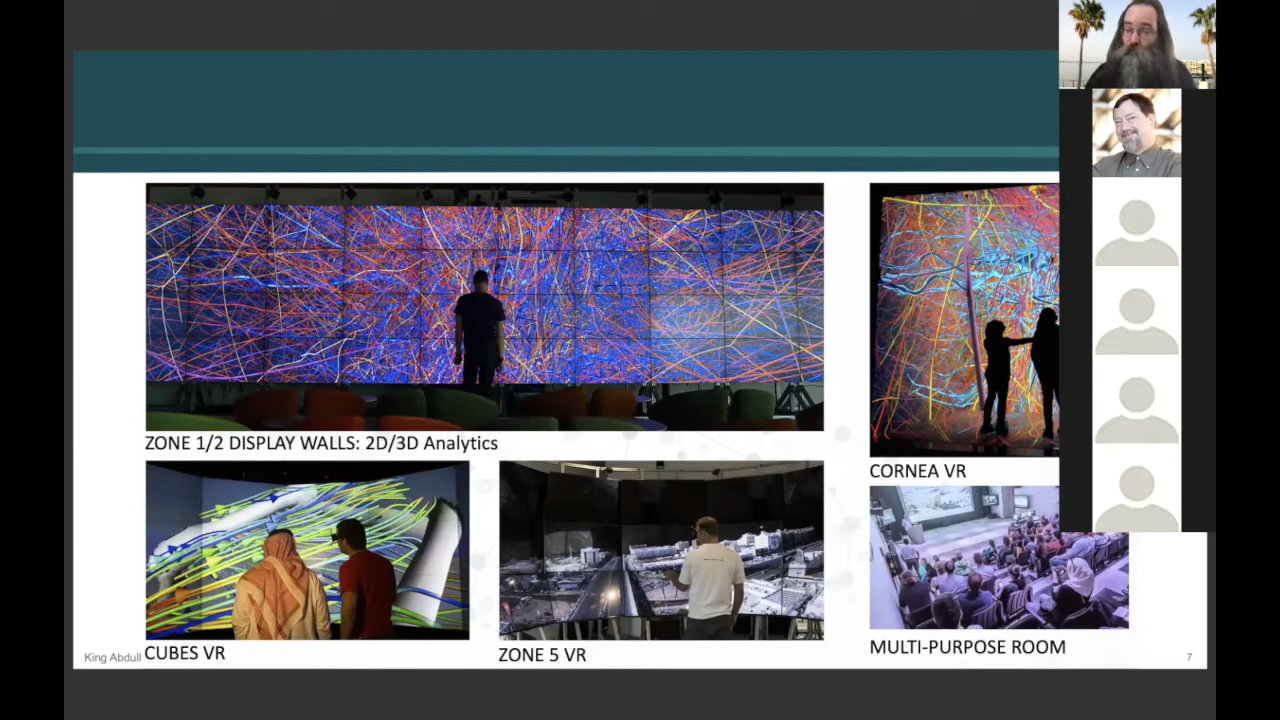 ZONE 1/2 DISPLAY WALLS: 2D/3D Analytics
CORNEA VR
CUBES VR
ZONE 5 VR
MULTI-PURPOSE ROOM
King Abdull
7